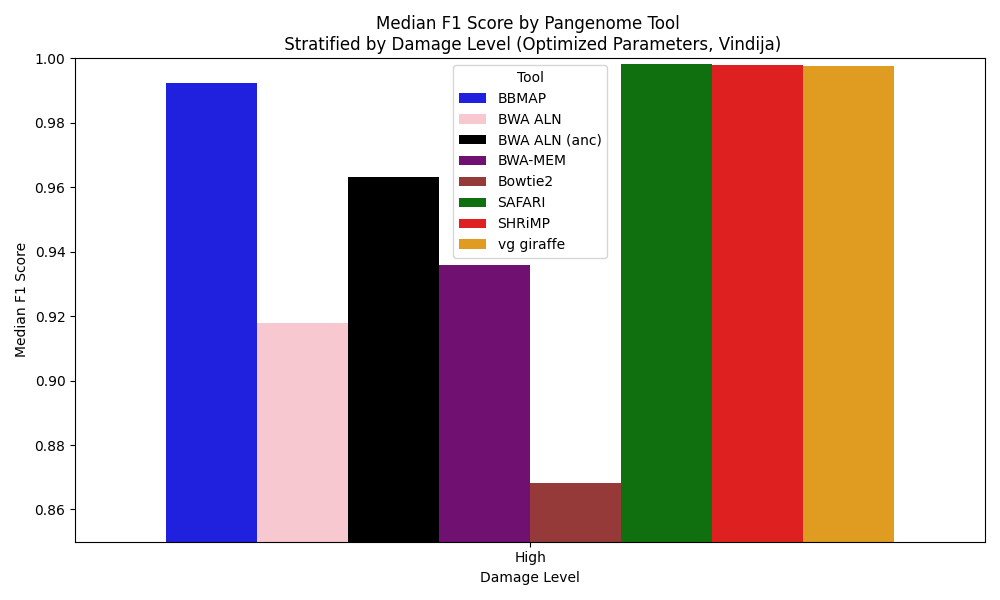 Median F1 Score by Pangenome Tool
Stratified by Damage Level (Optimized Parameters, Vindija)
Median F1 Score
1.00
0.98
0.96
0.94
0.92
0.90
0.88
0.86
Tool
BBMAP
BWA ALN
BWA ALN (anc)
BWA-MEM
Bowtie2
SAFARI
SHRiMP
vg giraffe
High
Damage Level